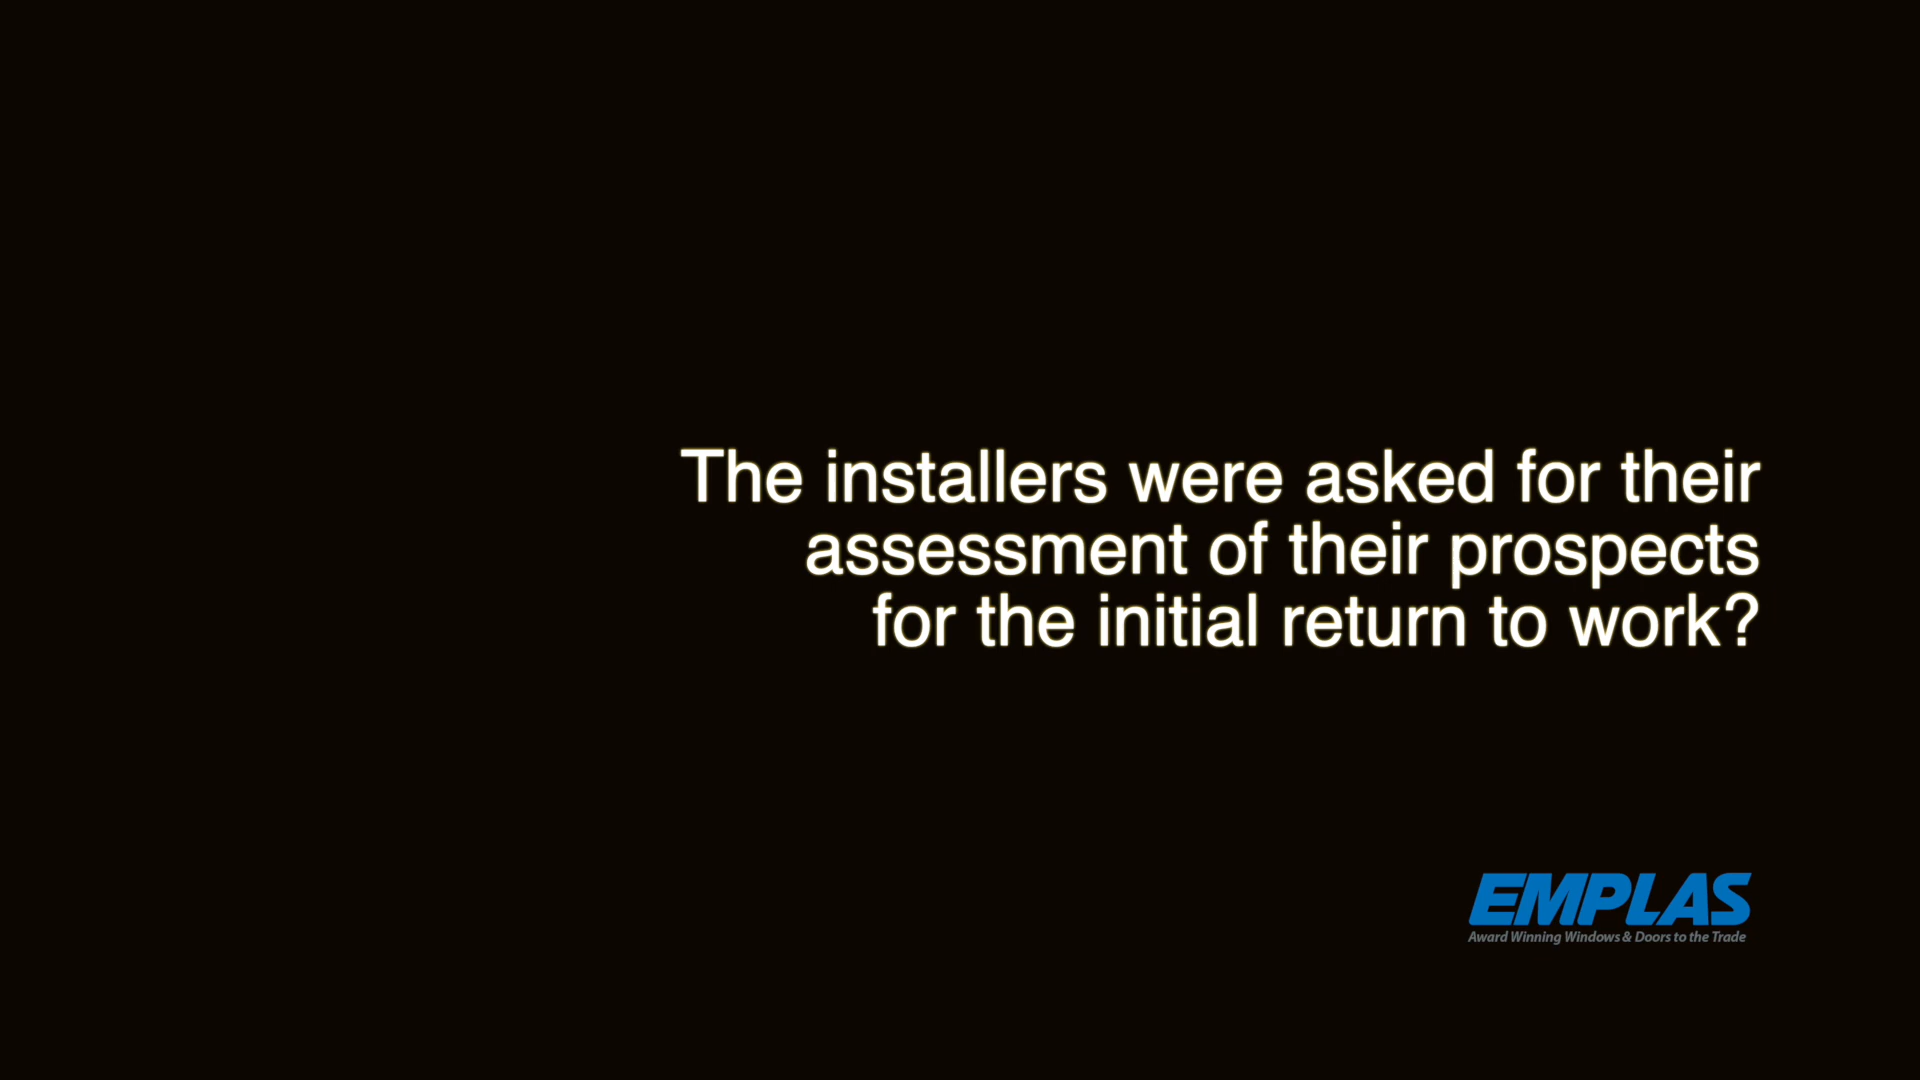 The installers were asked for their
assessment of their prospects
for the initial return to work?
EMPLAS
Award Winning Windows & Doors to the Trade